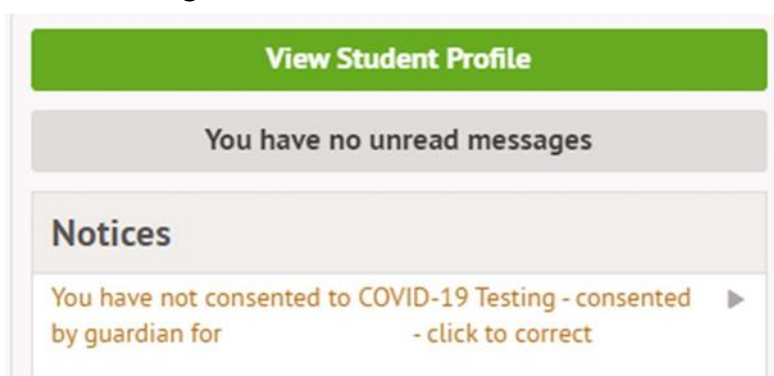 View Student Profile
You have no unread messages
Notices
You have not consented to COVID-19 Testing - consented
by guardian for - click to correct